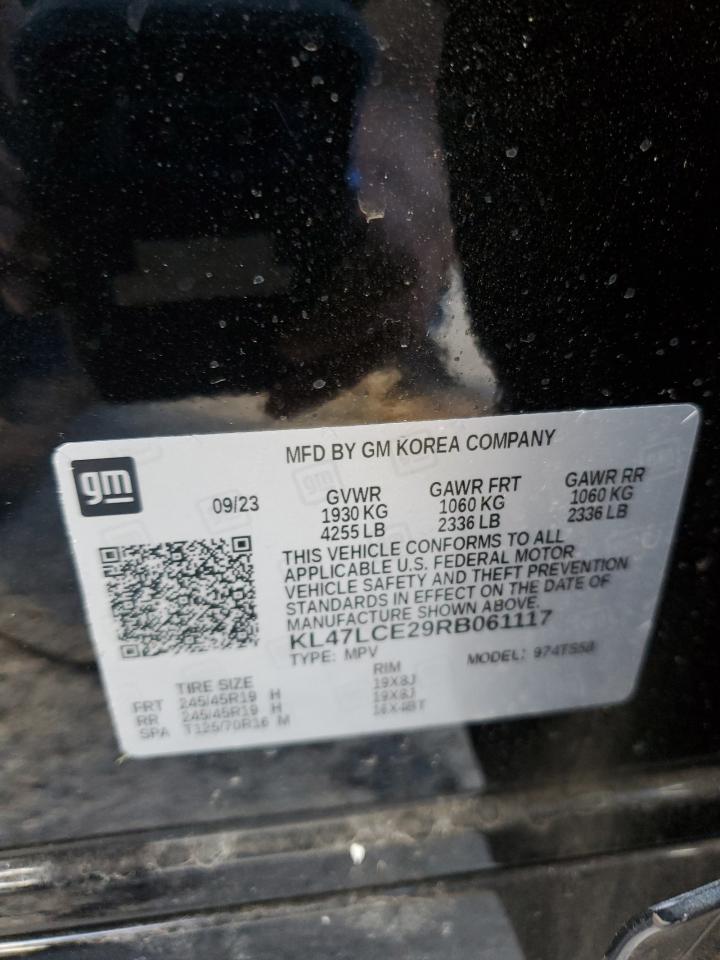 gm
MFD BY GM KOREA COMPANY
09/23
GVWR
1930 KG
4255 LB
GAWR FRT
1060 KG
2336 LB
GAWR RR
1060 KG
2336 LB
THIS VEHICLE CONFORMS TO ALL
APPLICABLE U.S. FEDERAL MOTOR
VEHICLE SAFETY AND THEFT PREVENTION
STANDARDS IN EFFECT ON THE DATE OF
MANUFACTURE SHOWN ABOVE.
KL47LCE29RB061117
TYPE: MPV
MODEL: 974TS58
TIRE SIZE
RIM
FRT 245/45R19 H 19X8J
RR 245/45R19 H 19X8J
SPA T125/70R16 M 16X4BT